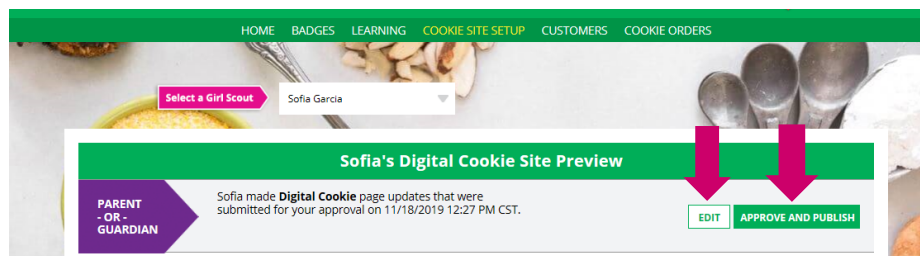 HOME BADGES LEARNING COOKIE SITE SETUP CUSTOMERS COOKIE ORDERS
Select a Girl Scout Sofia Garcia
Sofia's Digital Cookie Site Preview
PARENT
- OR -
GUARDIAN
Sofia made Digital Cookie page updates that were
submitted for your approval on 11/18/2019 12:27 PM CST.
EDIT APPROVE AND PUBLISH